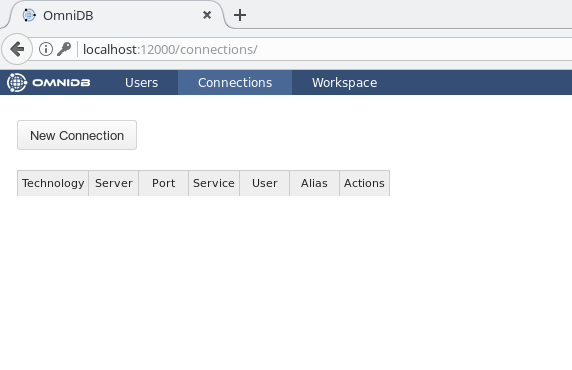 OmniDB
localhost:12000/connections/
OMNIDB Users Connections Workspace
New Connection
Technology Server Port Service User Alias Actions